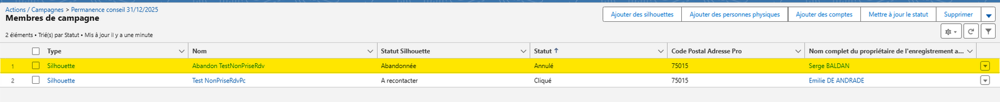 Actions / Campagnes > Permanence conseil 31/12/2025
Membres de campagne
Ajouter des silhouettes Ajouter des personnes physiques Ajouter des comptes Mettre à jour le statut Supprimer
2 éléments • Trié(s) par Statut • Mis à jour il y a une minute
Type Nom Statut Silhouette Statut ↑ Code Postal Adresse Pro Nom complet du propriétaire de l'enregistrement a...
1 Silhouette Abandon TestNonPriseRdv Abandonnée Annulé 75015 Serge BALDAN
2 Silhouette Test NonPriseRdvPc A recontacter Cliqué 75015 Emilie DE ANDRADE